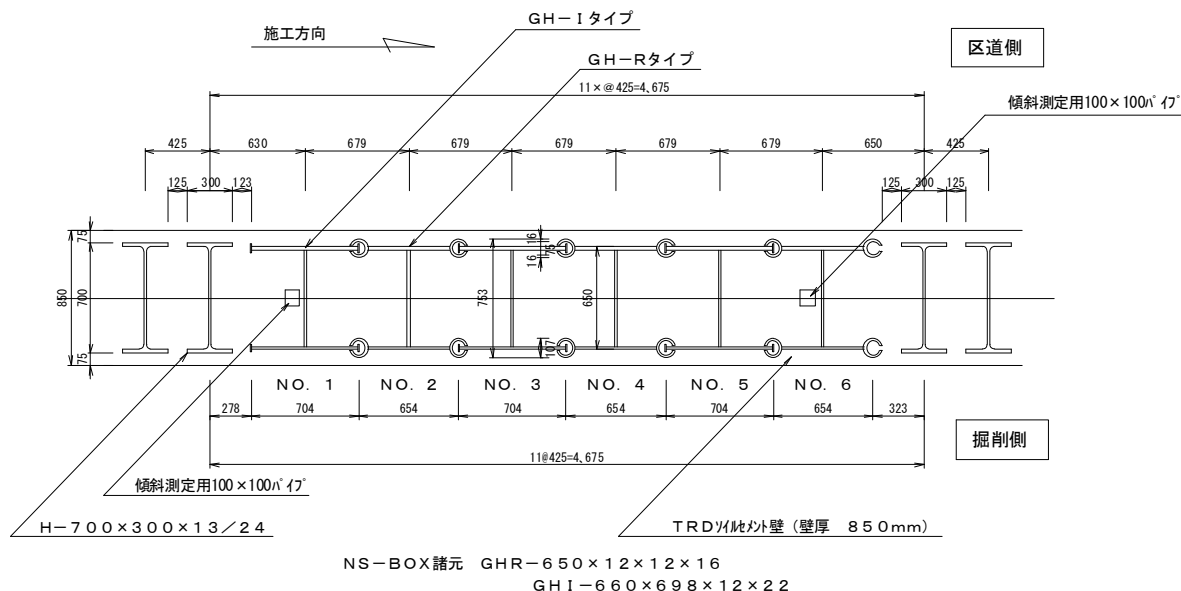 GH-Iタイプ
施工方向
区道側
GH-Rタイプ
11×@425=4,675
傾斜測定用100×100パイプ
425 630 679 679 679 679 679 650 425
125 300 123 125 300 125
75 16 75 16
850 700 753 650
75 107
NO. 1 NO. 2 NO. 3 NO. 4 NO. 5 NO. 6
278 704 654 704 654 704 654 323
掘削側
11@425=4,675
傾斜測定用100×100パイプ
H-700×300×13/24
TRDソイルセメント壁(壁厚 850mm)
NS-BOX諸元 GHR-650×12×12×16
GHI-660×698×12×22